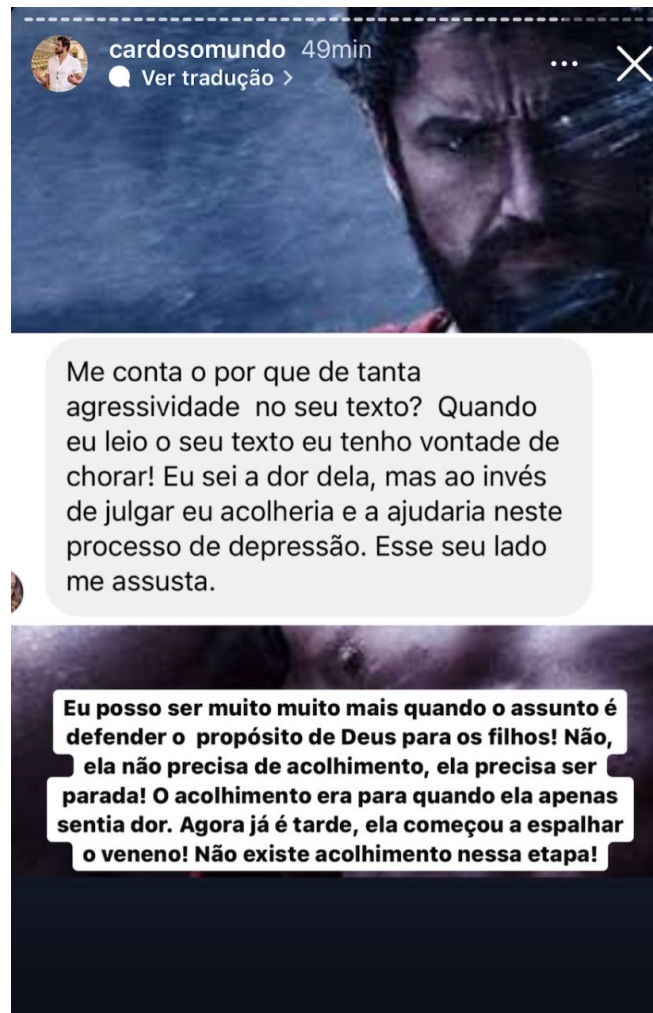 cardosomundo 49min
Ver tradução >
Me conta o por que de tanta
agressividade no seu texto? Quando
eu leio o seu texto eu tenho vontade de
chorar! Eu sei a dor dela, mas ao invés
de julgar eu acolheria e a ajudaria neste
processo de depressão. Esse seu lado
me assusta.
Eu posso ser muito muito mais quando o assunto é
defender o propósito de Deus para os filhos! Não,
ela não precisa de acolhimento, ela precisa ser
parada! O acolhimento era para quando ela apenas
sentia dor. Agora já é tarde, ela começou a espalhar
o veneno! Não existe acolhimento nessa etapa!